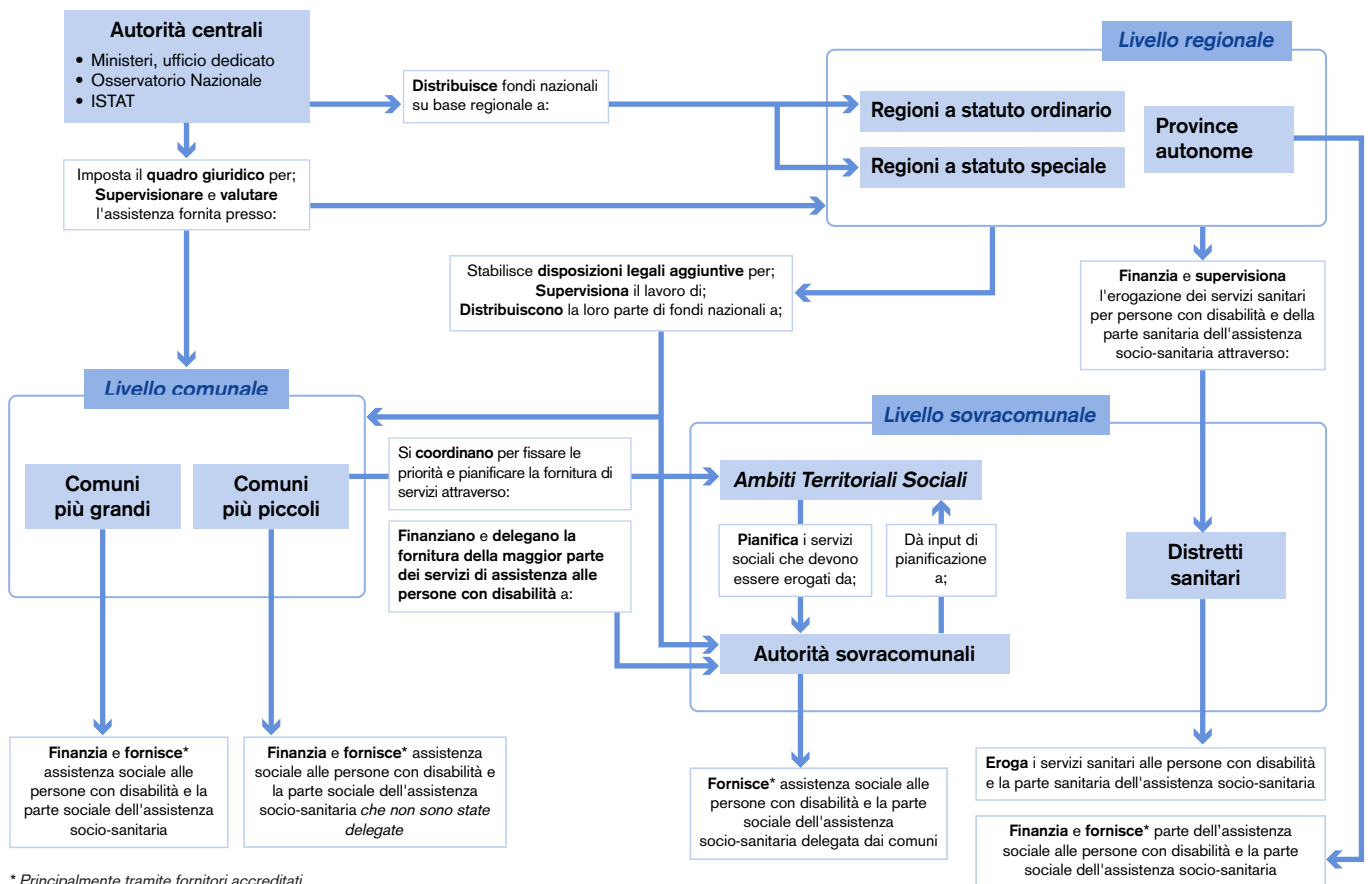 Autorità centrali
• Ministeri, ufficio dedicato
• Osservatorio Nazionale
• ISTAT
Distribuisce fondi nazionali
su base regionale a:
Livello regionale
Regioni a statuto ordinario
Regioni a statuto speciale
Province
autonome
Imposta il quadro giuridico per;
Supervisionare e valutare
l'assistenza fornita presso:
Stabilisce disposizioni legali aggiuntive per;
Supervisiona il lavoro di;
Distribuiscono la loro parte di fondi nazionali a;
Finanzia e supervisiona
l'erogazione dei servizi sanitari
per persone con disabilità e della
parte sanitaria dell'assistenza
socio-sanitaria attraverso:
Livello comunale
Comuni
più grandi
Comuni
più piccoli
Si coordinano per fissare le
priorità e pianificare la fornitura di
servizi attraverso:
Finanziano e delegano la
fornitura della maggior parte
dei servizi di assistenza alle
persone con disabilità a:
Livello sovracomunale
Ambiti Territoriali Sociali
Pianifica i servizi
sociali che devono
essere erogati da;
Dà input di
pianificazione
a;
Autorità sovracomunali
Distretti
sanitari
Finanzia e fornisce*
assistenza sociale alle
persone con disabilità e la
parte sociale dell'assistenza
socio-sanitaria
Finanzia e fornisce* assistenza
sociale alle persone con disabilità e
la parte sociale dell'assistenza
socio-sanitaria che non sono state
delegate
Fornisce* assistenza sociale alle
persone con disabilità e la parte
sociale dell'assistenza
socio-sanitaria delegata dai comuni
Eroga i servizi sanitari alle persone con disabilità
e la parte sanitaria dell'assistenza socio-sanitaria
Finanzia e fornisce* parte dell’assistenza
sociale alle persone con disabilità e la parte
sociale dell'assistenza socio-sanitaria
* Principalmente tramite fornitori accreditati